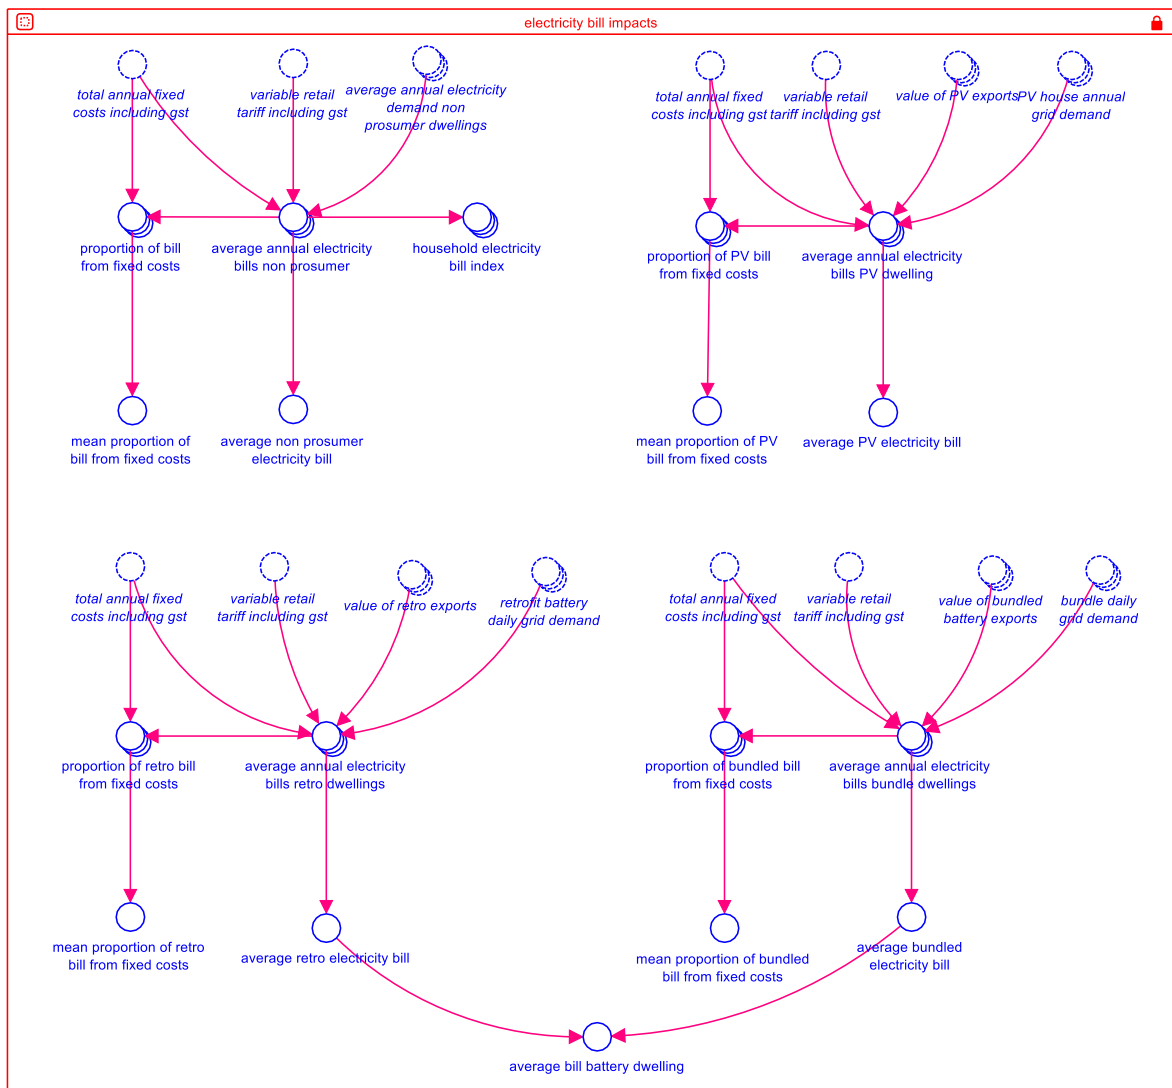 electricity bill impacts
total annual fixed
costs including gst
variable retail
tariff including gst
average annual electricity
demand non
prosumer dwellings
total annual fixed
costs including gst
variable retail
tariff including gst
value of PV exports
PV house annual
grid demand
proportion of bill
from fixed costs
average annual electricity
bills non prosumer
household electricity
bill index
proportion of PV bill
from fixed costs
average annual electricity
bills PV dwelling
mean proportion of
bill from fixed costs
average non prosumer
electricity bill
mean proportion of PV
bill from fixed costs
average PV electricity bill
total annual fixed
costs including gst
variable retail
tariff including gst
value of retro exports
retrofit battery
daily grid demand
total annual fixed
costs including gst
variable retail
tariff including gst
value of bundled
battery exports
bundle daily
grid demand
proportion of retro bill
from fixed costs
average annual electricity
bills retro dwellings
proportion of bundled bill
from fixed costs
average annual electricity
bills bundle dwellings
mean proportion of retro
bill from fixed costs
average retro electricity bill
mean proportion of bundled
bill from fixed costs
average bundled
electricity bill
average bill battery dwelling